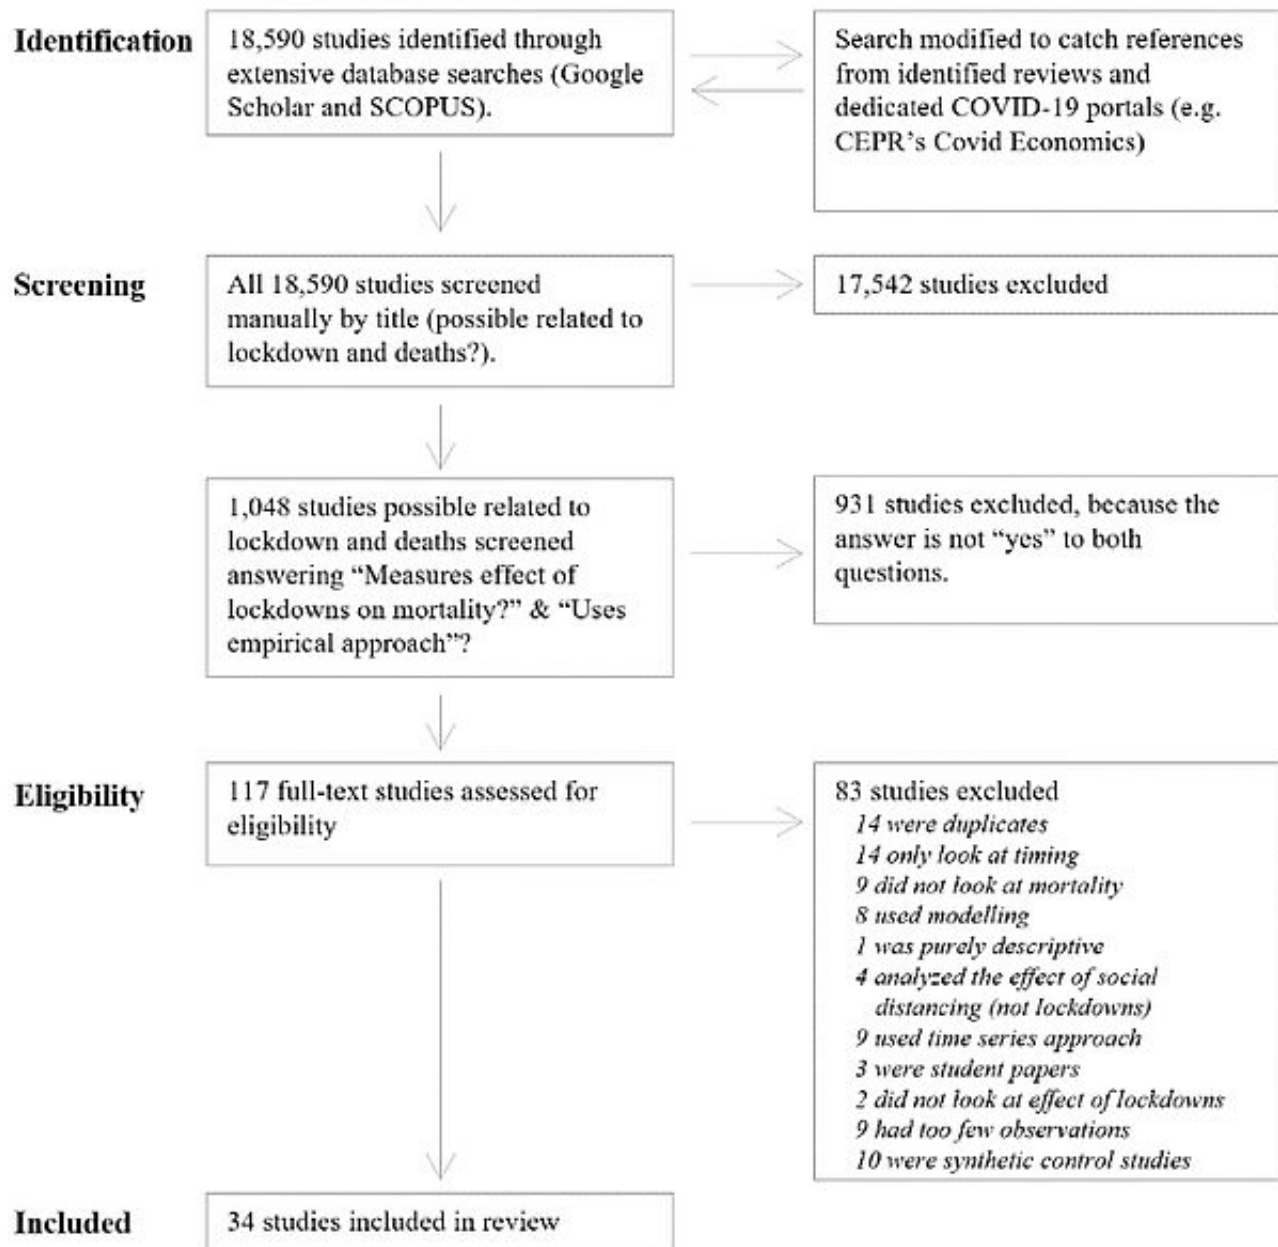 Identification
18,590 studies identified through
extensive database searches (Google
Scholar and SCOPUS).
Search modified to catch references
from identified reviews and
dedicated COVID-19 portals (e.g.
CEPR's Covid Economics)
Screening
All 18,590 studies screened
manually by title (possible related to
lockdown and deaths?).
17,542 studies excluded
1,048 studies possible related to
lockdown and deaths screened
answering “Measures effect of
lockdowns on mortality?” & “Uses
empirical approach”?
931 studies excluded, because the
answer is not “yes” to both
questions.
Eligibility
117 full-text studies assessed for
eligibility
83 studies excluded
14 were duplicates
14 only look at timing
9 did not look at mortality
8 used modelling
1 was purely descriptive
4 analyzed the effect of social
distancing (not lockdowns)
9 used time series approach
3 were student papers
2 did not look at effect of lockdowns
9 had too few observations
10 were synthetic control studies
Included
34 studies included in review